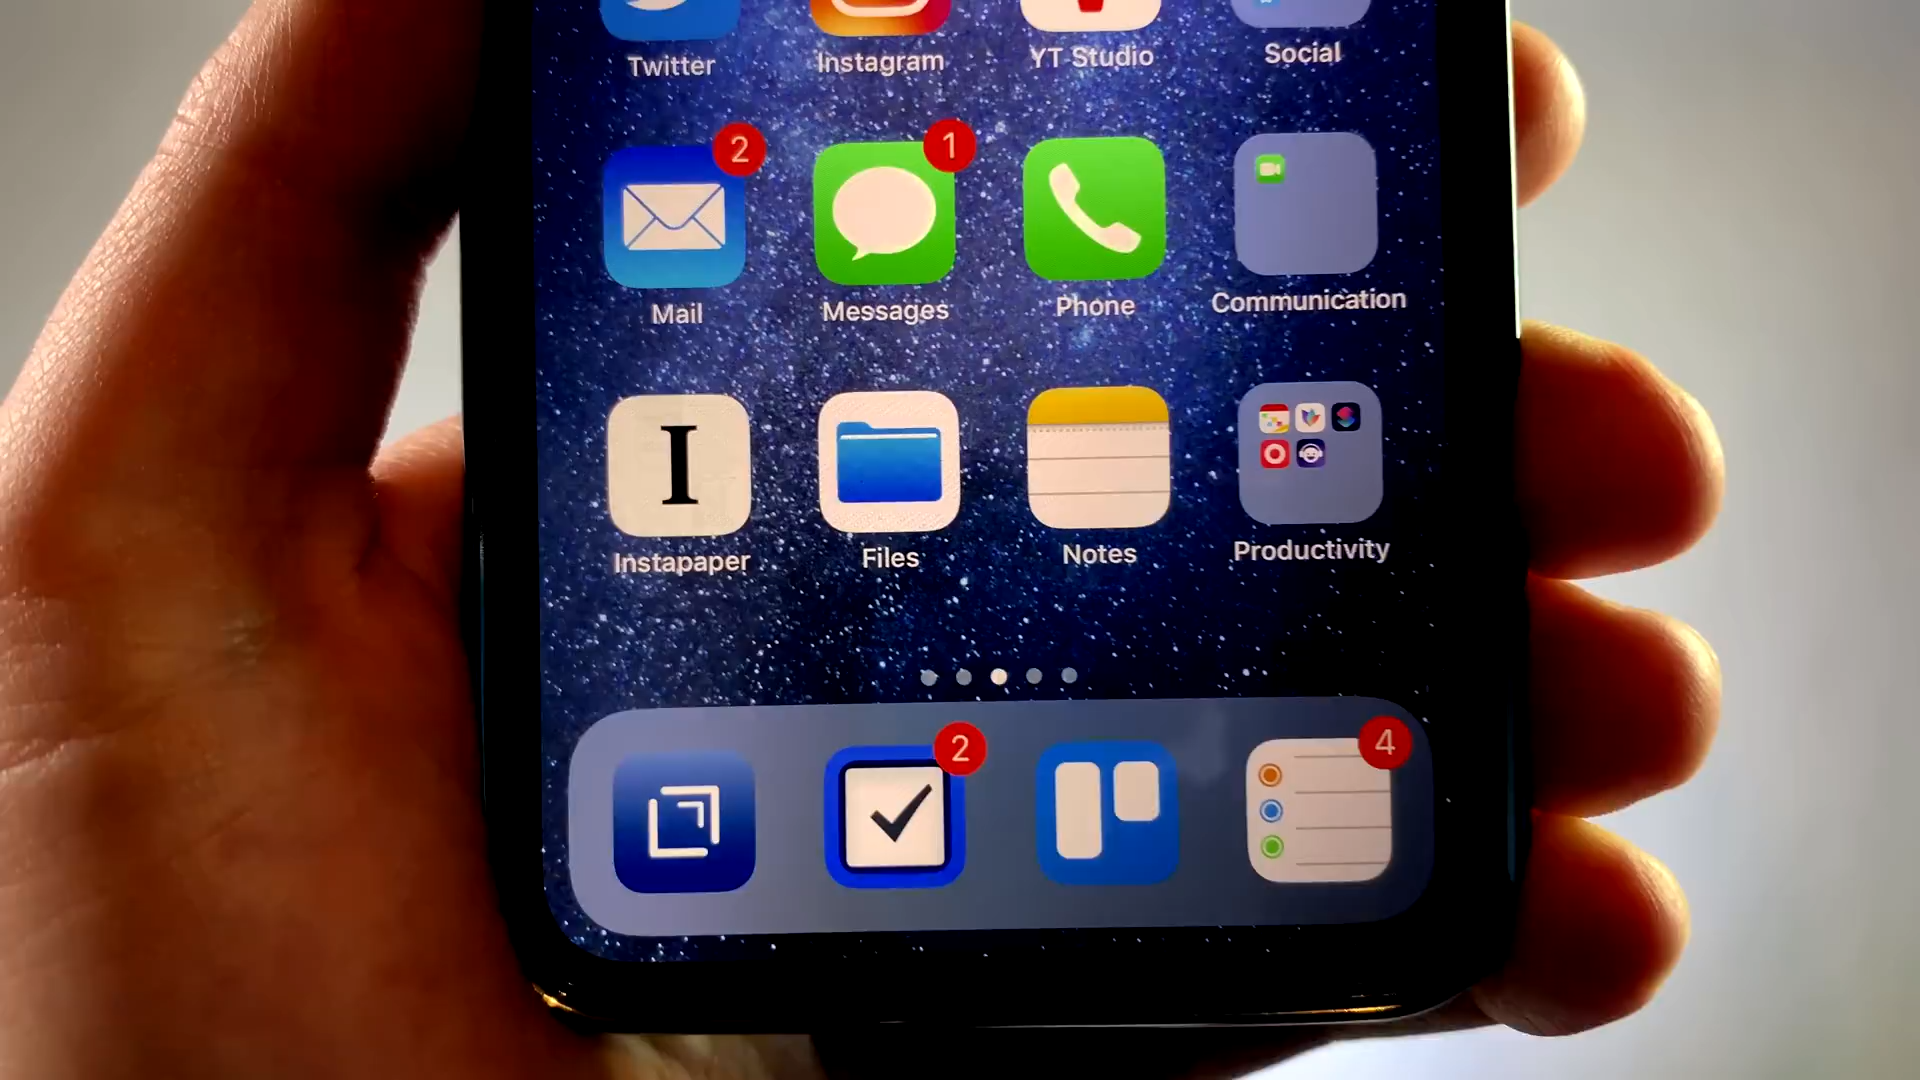 Twitter Instagram YT Studio Social
2 1
Mail Messages Phone Communication
I
Instapaper Files Notes Productivity
2 4